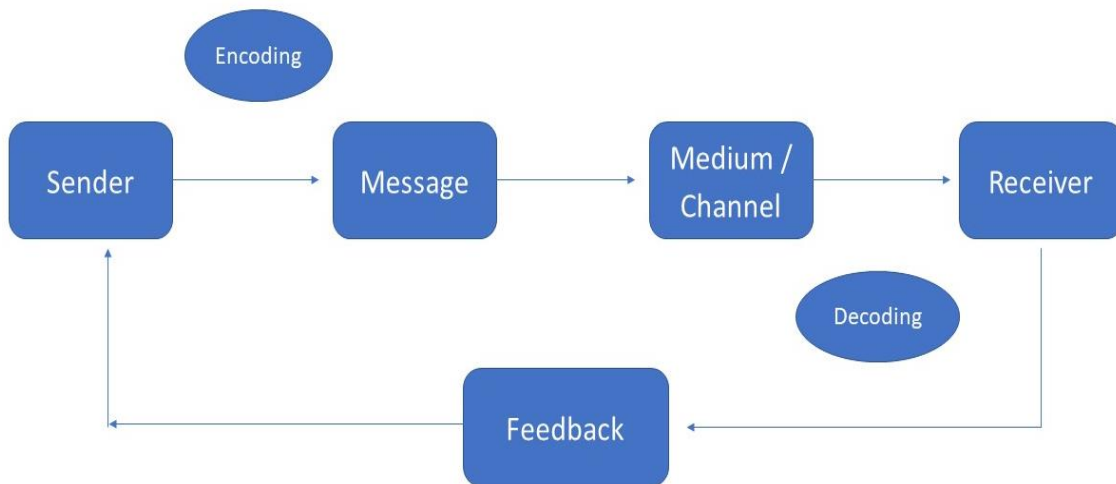 Encoding
Sender
Message
Medium /
Channel
Receiver
Decoding
Feedback